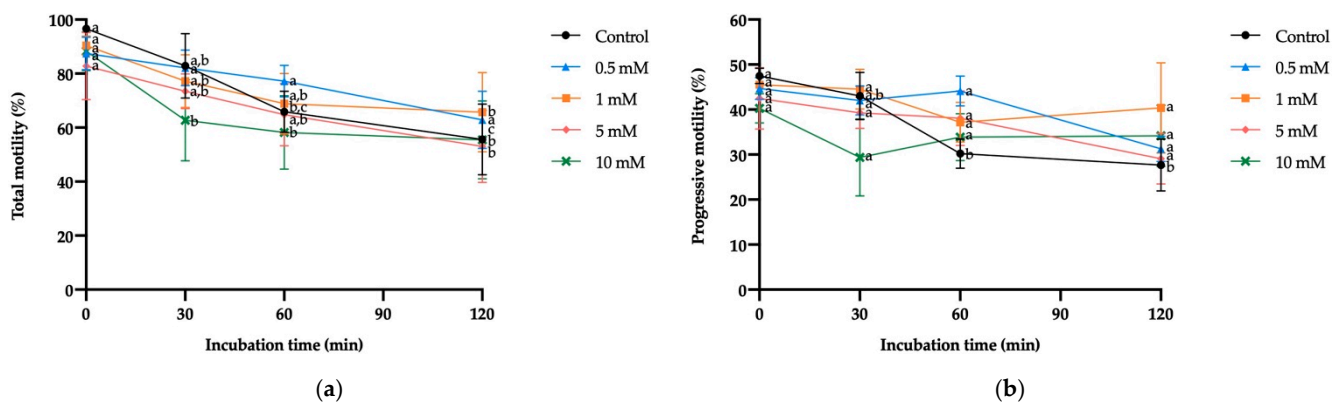 100
80
60
40
20
0
Total motility (%)
a
a
a
a
a
a,b
a
a,b
a,b
b
a
a,b
b,c
a,b
b
b
a
c
b
b
0
30
60
90
120
Incubation time (min)
Control
0.5 mM
1 mM
5 mM
10 mM
(a)
60
50
40
30
20
10
0
Progressive motility (%)
a
a
a
a
a
a
a,b
a
a
a
a
a
a
b
a
a
a
a
b
0
30
60
90
120
Incubation time (min)
Control
0.5 mM
1 mM
5 mM
10 mM
(b)